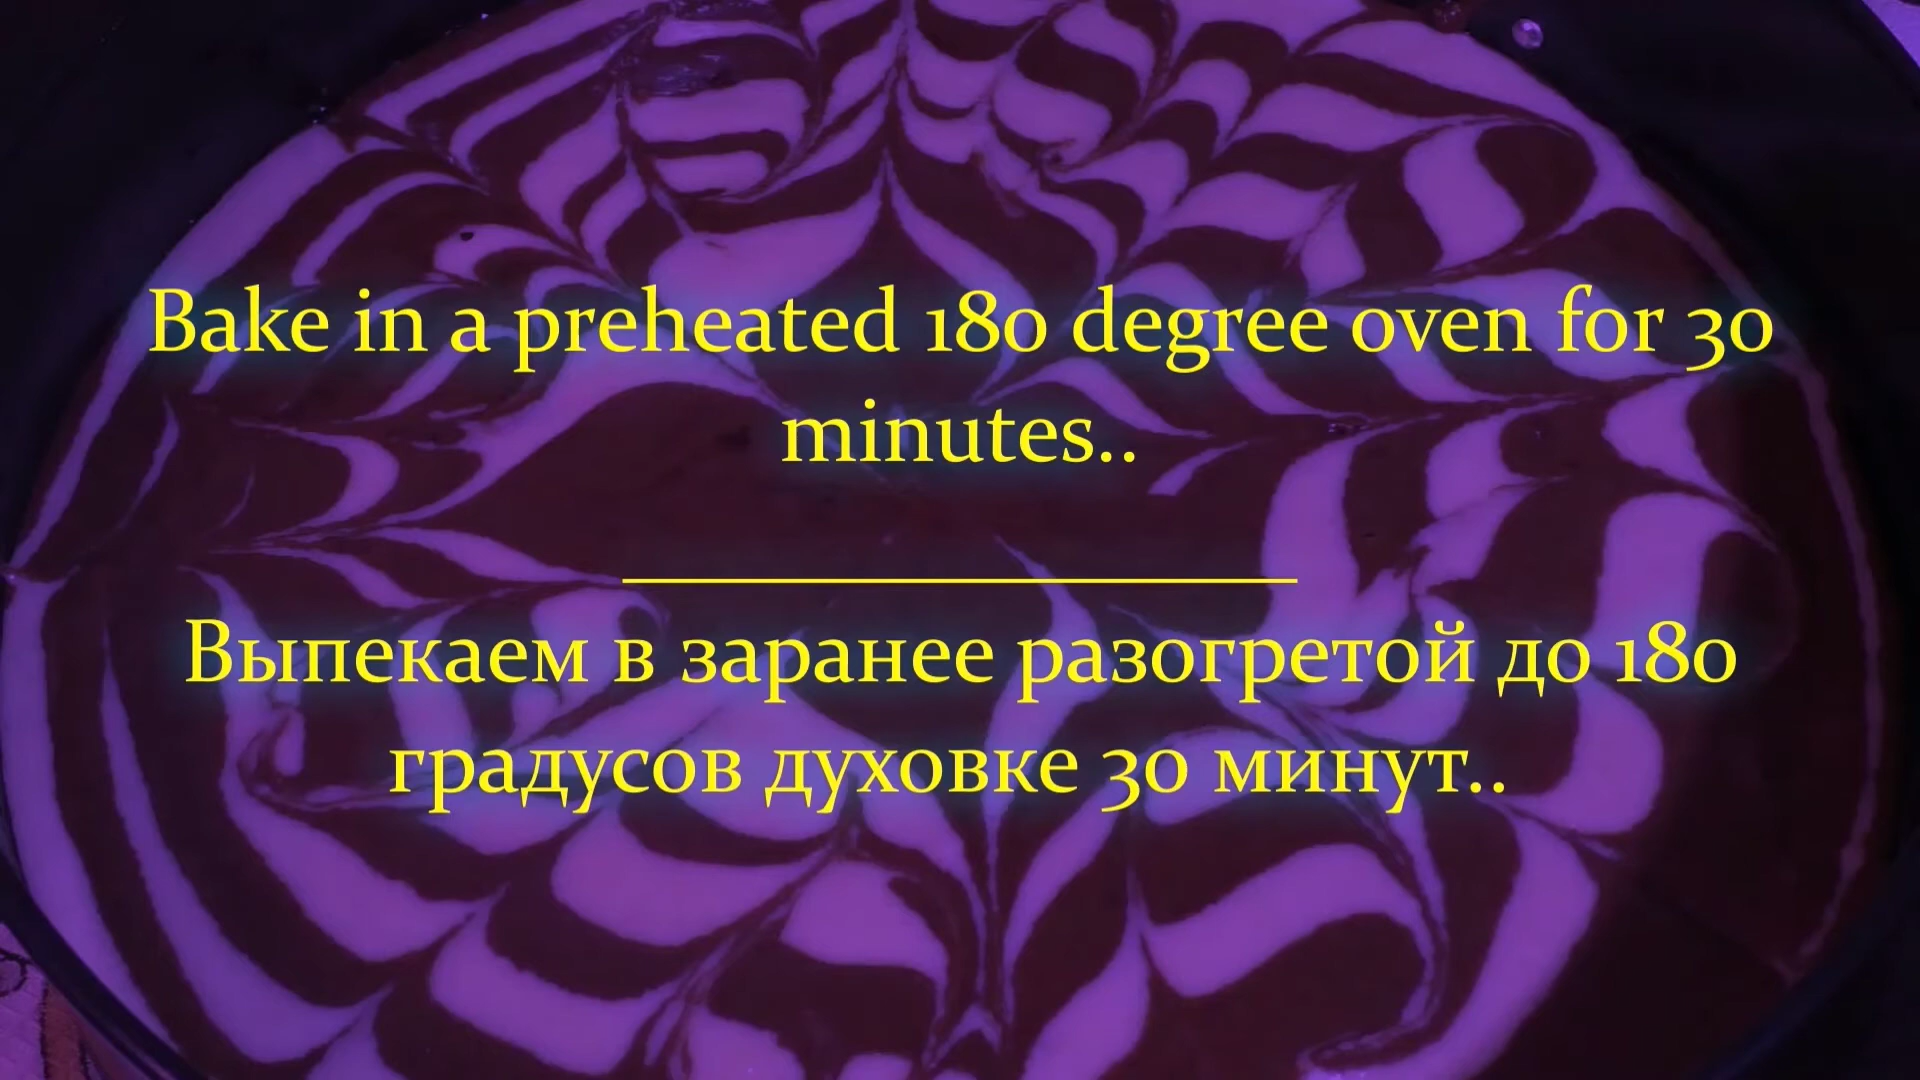 Bake in a preheated 180 degree oven for 30
minutes..
Выпекаем в заранее разогретой до 180
градусов духовке 30 минут..